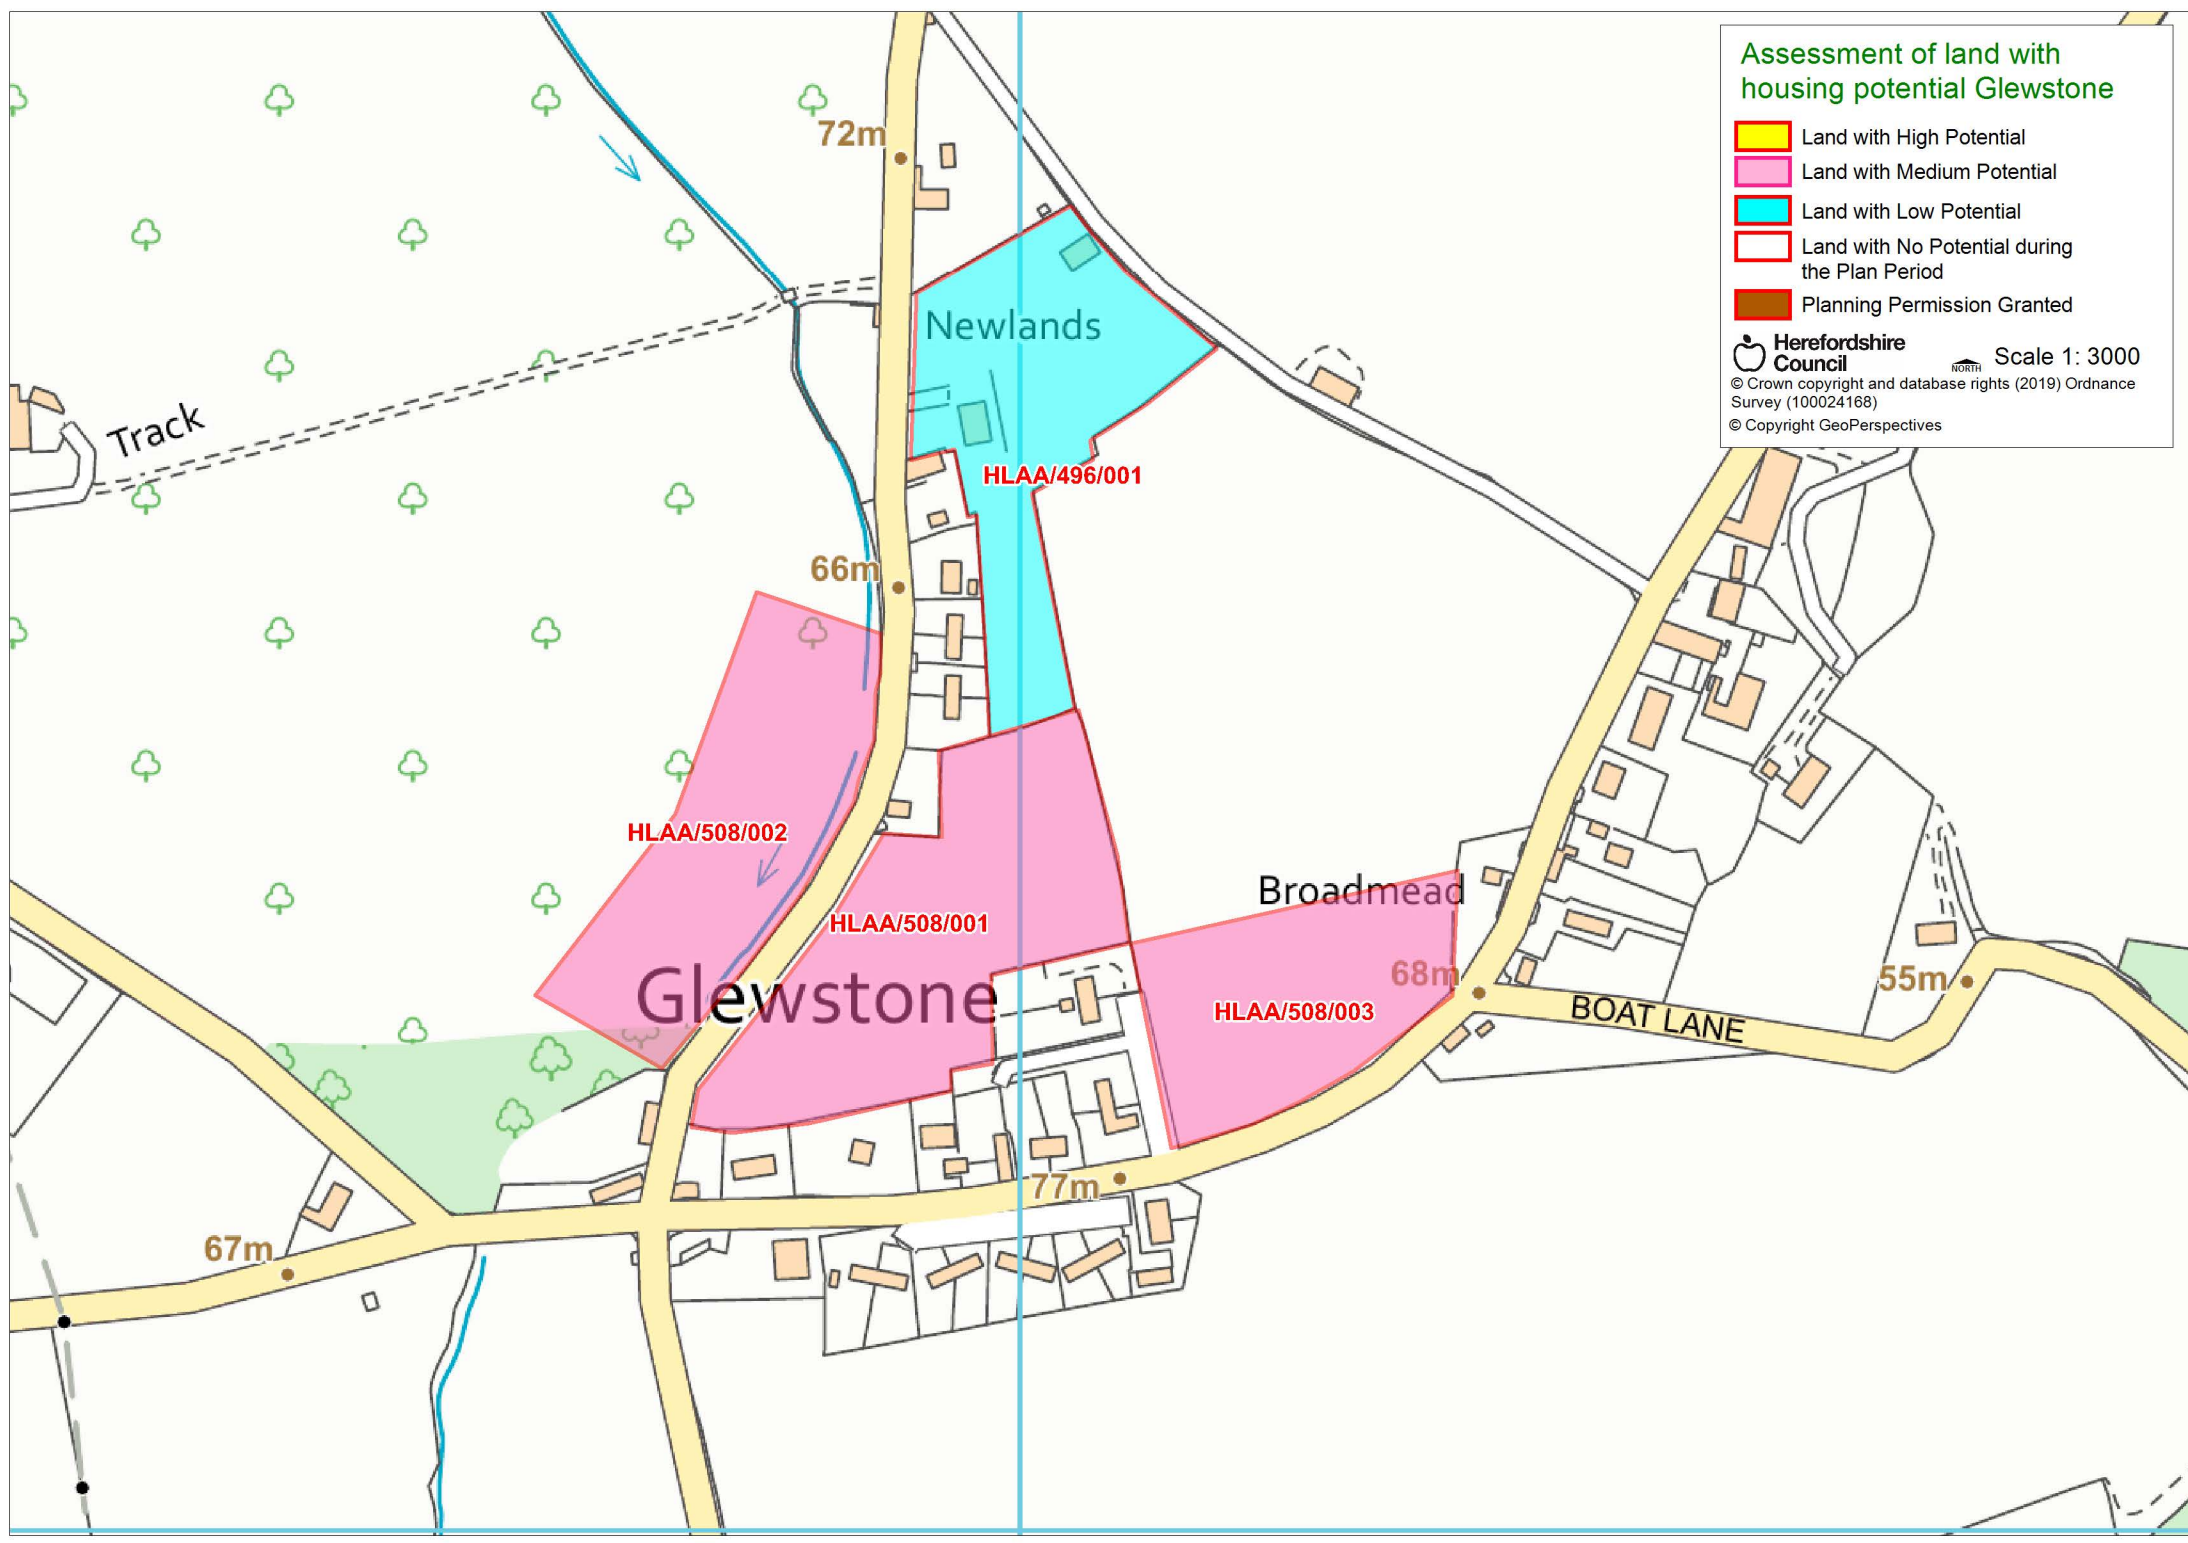 Assessment of land with
housing potential Glewstone
Land with High Potential
Land with Medium Potential
Land with Low Potential
Land with No Potential during
the Plan Period
Planning Permission Granted
Herefordshire
Council
NORTH
Scale 1: 3000
© Crown copyright and database rights (2019) Ordnance
Survey (100024168)
© Copyright GeoPerspectives
72m
Newlands
Track
HLAA/496/001
66m
HLAA/508/002
Broadmead
HLAA/508/001
Glewstone
68m
55m
HLAA/508/003
BOAT LANE
77m
67m